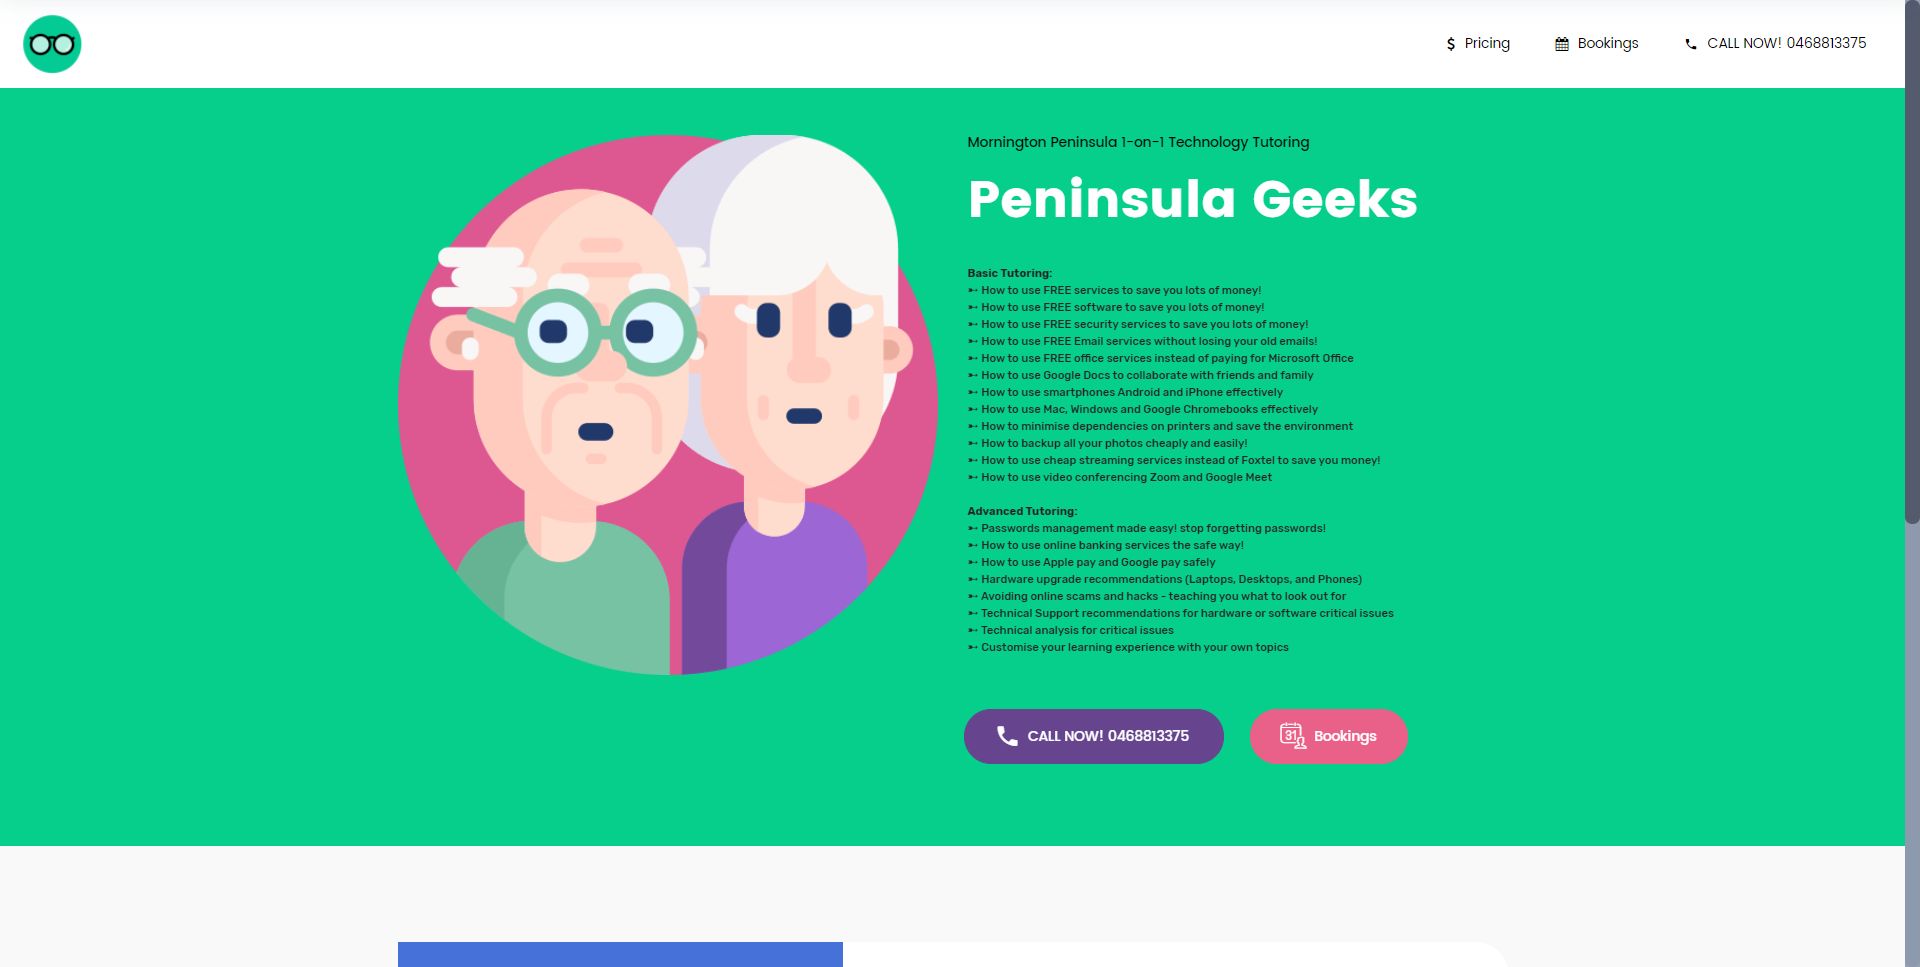 Pricing
Bookings
CALL NOW! 0468813375
Mornington Peninsula 1-on-1 Technology Tutoring
Peninsula Geeks
Basic Tutoring:
➵ How to use FREE services to save you lots of money!
➵ How to use FREE software to save you lots of money!
➵ How to use FREE security services to save you lots of money!
➵ How to use FREE Email services without losing your old emails!
➵ How to use FREE office services instead of paying for Microsoft Office
➵ How to use Google Docs to collaborate with friends and family
➵ How to use smartphones Android and iPhone effectively
➵ How to use Mac, Windows and Google Chromebooks effectively
➵ How to minimise dependencies on printers and save the environment
➵ How to backup all your photos cheaply and easily!
➵ How to use cheap streaming services instead of Foxtel to save you money!
➵ How to use video conferencing Zoom and Google Meet
Advanced Tutoring:
➵ Passwords management made easy! stop forgetting passwords!
➵ How to use online banking services the safe way!
➵ How to use Apple pay and Google pay safely
➵ Hardware upgrade recommendations (Laptops, Desktops, and Phones)
➵ Avoiding online scams and hacks - teaching you what to look out for
➵ Technical Support recommendations for hardware or software critical issues
➵ Technical analysis for critical issues
➵ Customise your learning experience with your own topics
CALL NOW! 0468813375
31
Bookings